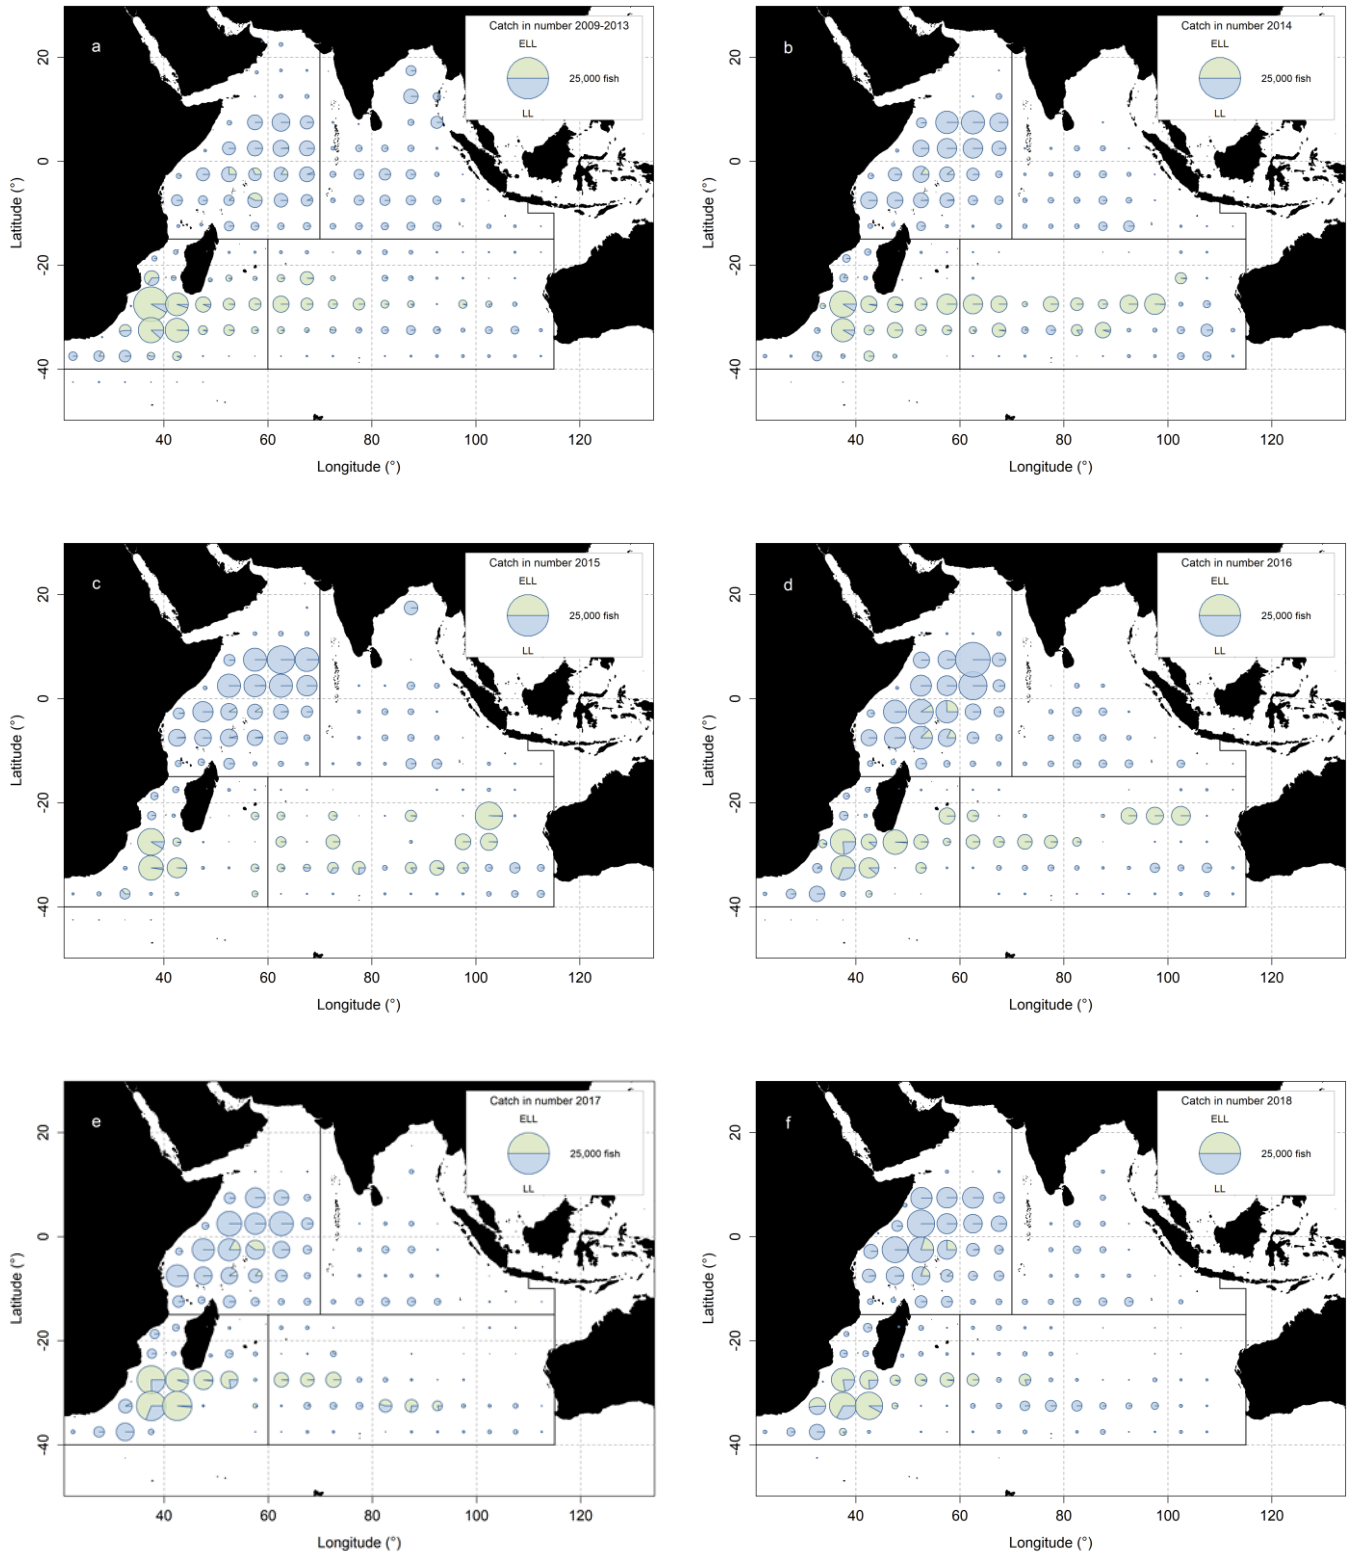 a
Catch in number 2009-2013
ELL
25,000 fish
LL
20
0
-20
-40
Latitude (°)
40 60 80 100 120
Longitude (°)
b
Catch in number 2014
ELL
25,000 fish
LL
20
0
-20
-40
Latitude (°)
40 60 80 100 120
Longitude (°)
c
Catch in number 2015
ELL
25,000 fish
LL
20
0
-20
-40
Latitude (°)
40 60 80 100 120
Longitude (°)
d
Catch in number 2016
ELL
25,000 fish
LL
20
0
-20
-40
Latitude (°)
40 60 80 100 120
Longitude (°)
e
Catch in number 2017
ELL
25,000 fish
LL
20
0
-20
-40
Latitude (°)
40 60 80 100 120
Longitude (°)
f
Catch in number 2018
ELL
25,000 fish
LL
20
0
-20
-40
Latitude (°)
40 60 80 100 120
Longitude (°)